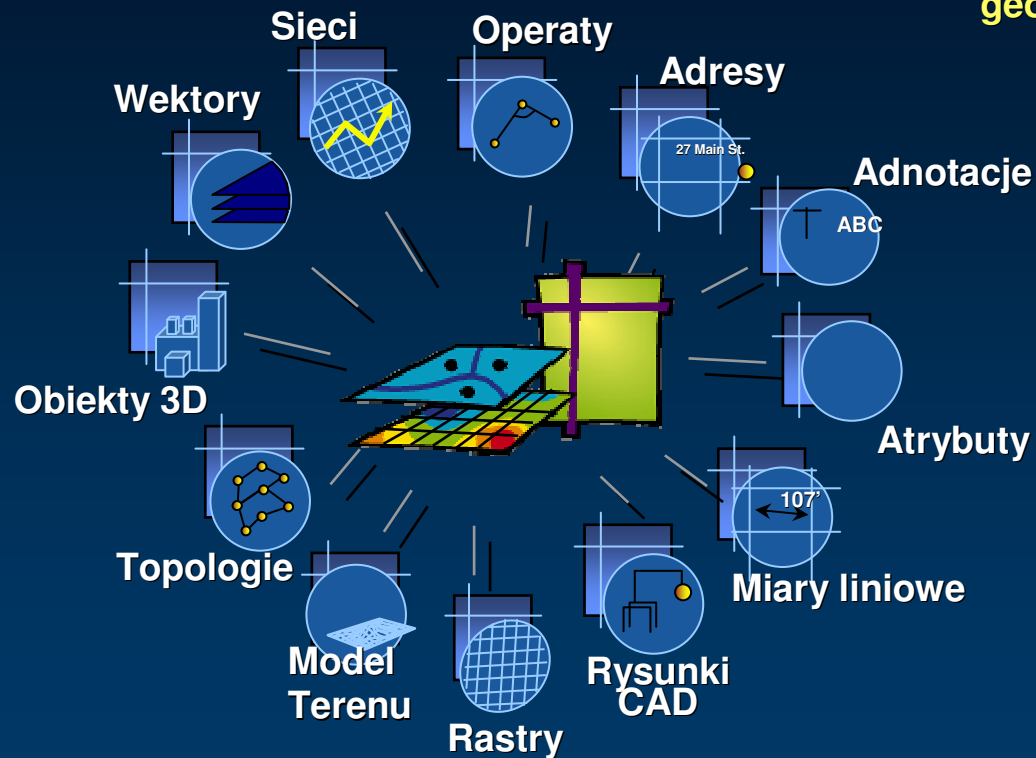 geo
Sieci
Operaty
Adresy
Wektory
27 Main St.
Adnotacje
ABC
Obiekty 3D
Atrybuty
107'
Topologie
Miary liniowe
Model
Terenu
Rysunki
CAD
Rastry